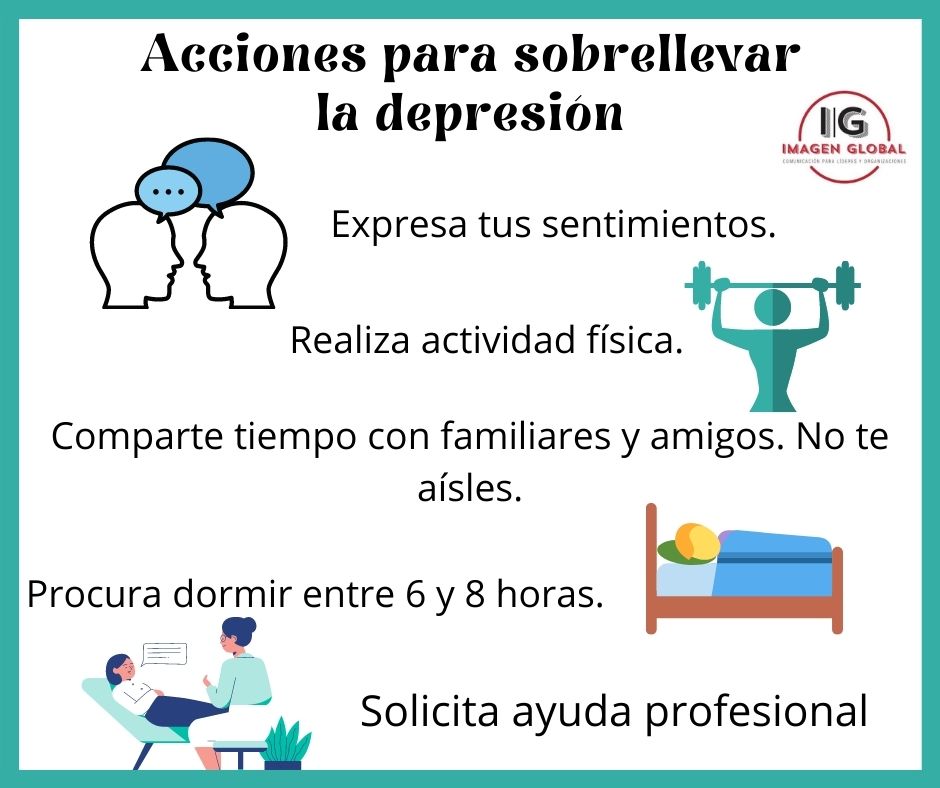 Acciones para sobrellevar
la depresión
IG
IMAGEN GLOBAL
COMUNICACIÓN PARA LÍDERES Y ORGANIZACIONES
Expresa tus sentimientos.
Realiza actividad física.
Comparte tiempo con familiares y amigos. No te
aísles.
Procura dormir entre 6 y 8 horas.
Solicita ayuda profesional